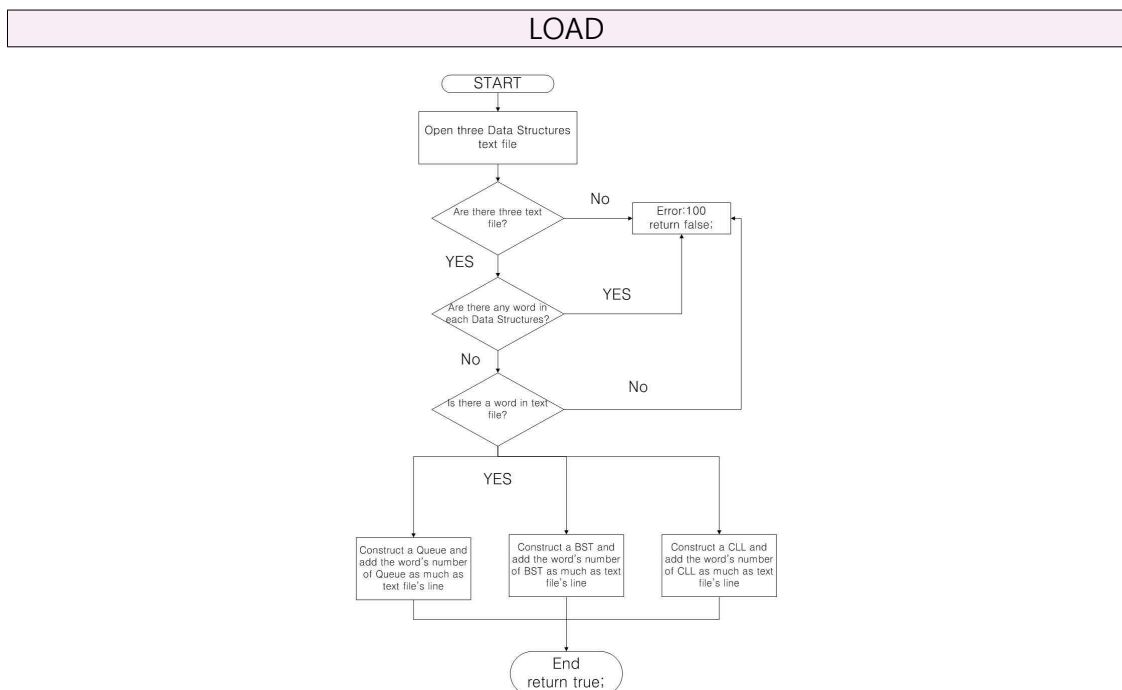 LOAD
START
Open three Data Structures
text file
Are there three text
file?
No
Error:100
return false;
YES
Are there any word in
each Data Structures?
YES
No
Is there a word in text
file?
No
YES
Construct a Queue and
add the word's number
of Queue as much as
text file's line
Construct a BST and
add the word's number
of BST as much as text
file's line
Construct a CLL and
add the word's number
of CLL as much as text
file's line
End
return true;